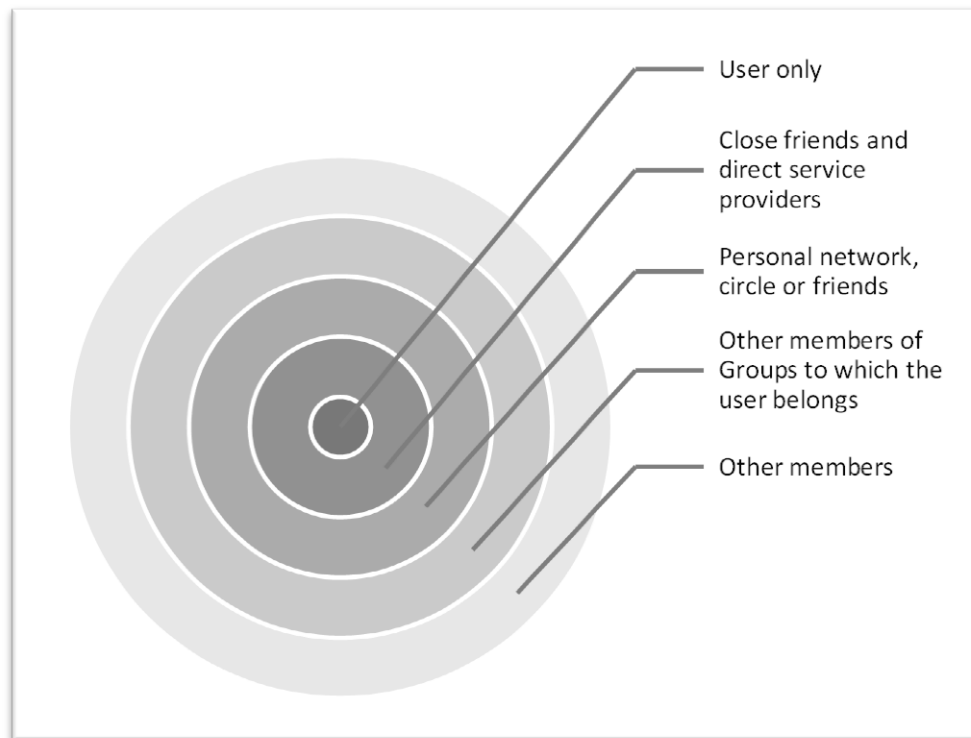 User only
Close friends and
direct service
providers
Personal network,
circle or friends
Other members of
Groups to which the
user belongs
Other members